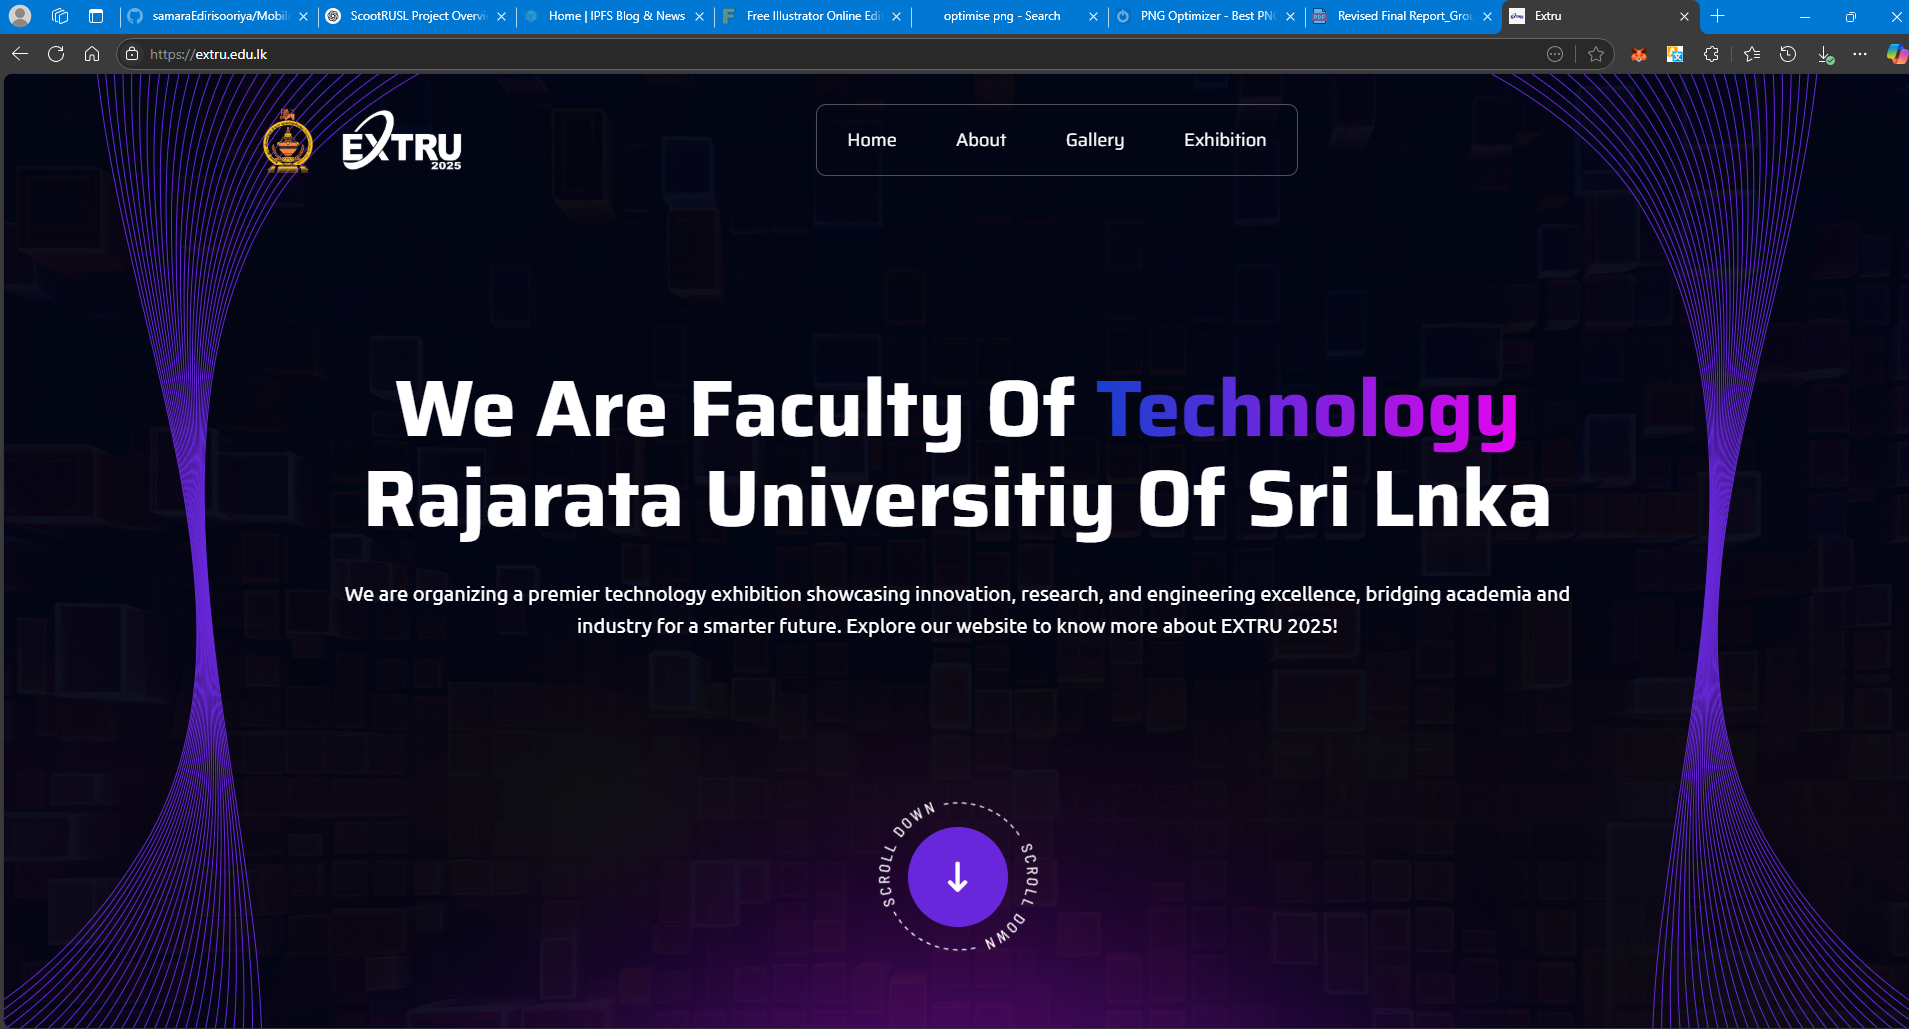 samaraEdirisooriya/Mobil
ScootRUSL Project Overvi
Home | IPFS Blog & News
Free Illustrator Online Edi
optimise png - Search
PNG Optimizer - Best PN
Revised Final Report_Grou
Extru
https://extru.edu.lk
EXTRU
2025
Home
About
Gallery
Exhibition
We Are Faculty Of Technology
Rajarata Universitiy Of Sri Lnka
We are organizing a premier technology exhibition showcasing innovation, research, and engineering excellence, bridging academia and
industry for a smarter future. Explore our website to know more about EXTRU 2025!
SCROLL DOWN
SCROLL DOWN